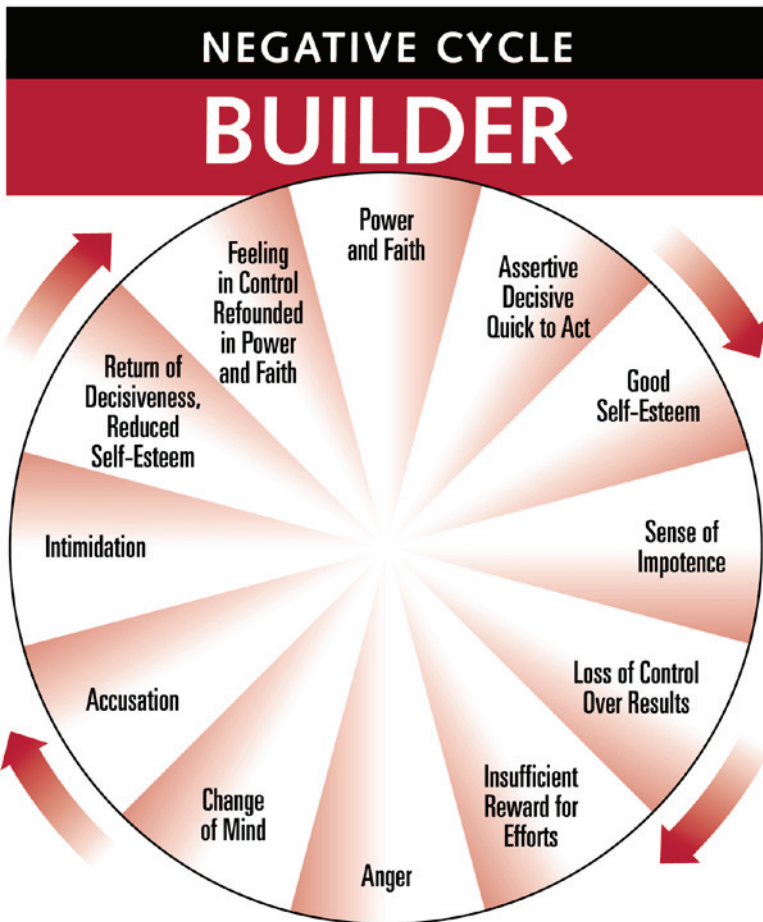 NEGATIVE CYCLE
BUILDER
Power
and Faith
Assertive
Decisive
Quick to Act
Good
Self-Esteem
Sense of
Impotence
Loss of Control
Over Results
Insufficient
Reward for
Efforts
Anger
Change
of Mind
Accusation
Intimidation
Return of
Decisiveness,
Reduced
Self-Esteem
Feeling
in Control
Refounded
in Power
and Faith